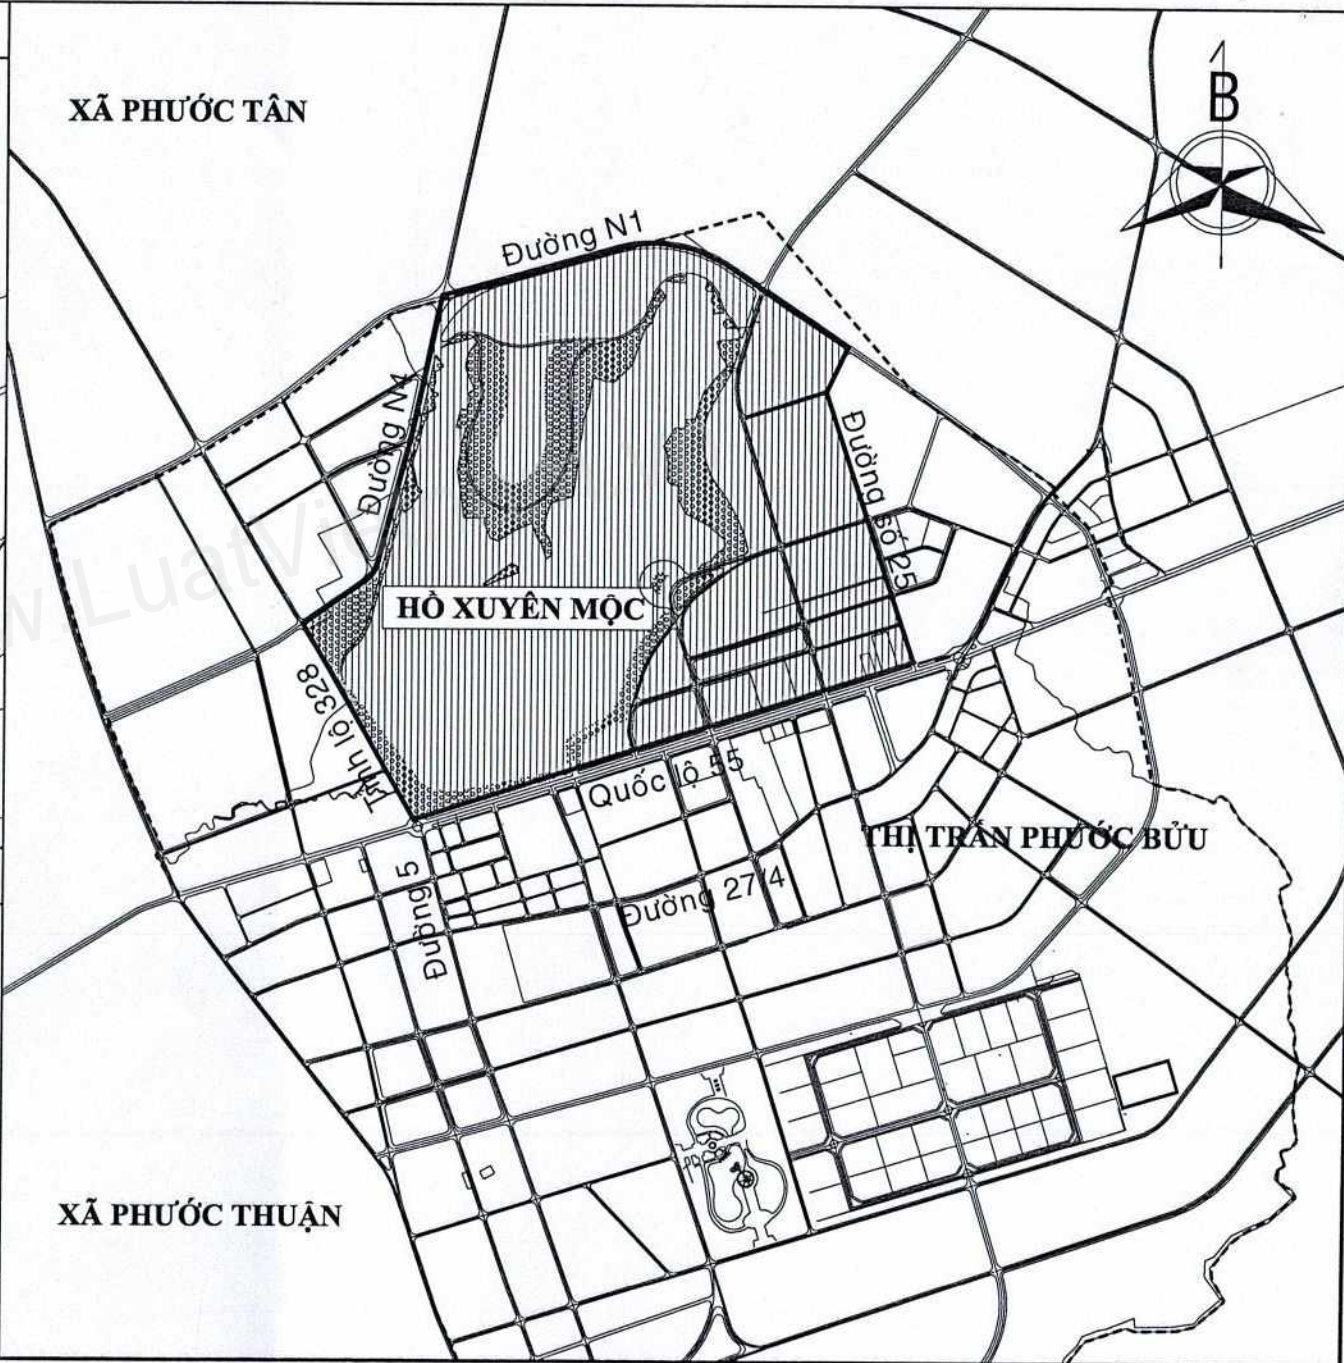 XÃ PHƯỚC TÂN
B
Đường N1
Đường N4
Đường số 25
w.LuatVie
HỒ XUYÊN MỘC
Tỉnh lộ 328
Quốc lộ 55
THỊ TRẤN PHƯỚC BỬU
Đường 27/4
Đường 5
XÃ PHƯỚC THUẬN